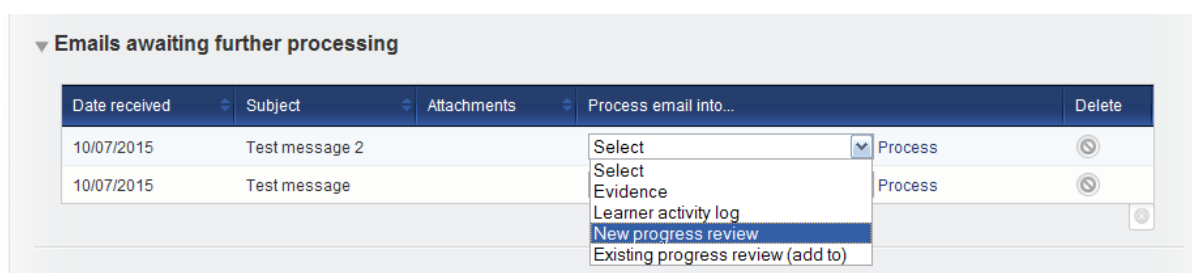 Emails awaiting further processing
Date received Subject Attachments Process email into... Delete
10/07/2015 Test message 2 Select Process
Select
10/07/2015 Test message Evidence Process
Learner activity log
New progress review
Existing progress review (add to)